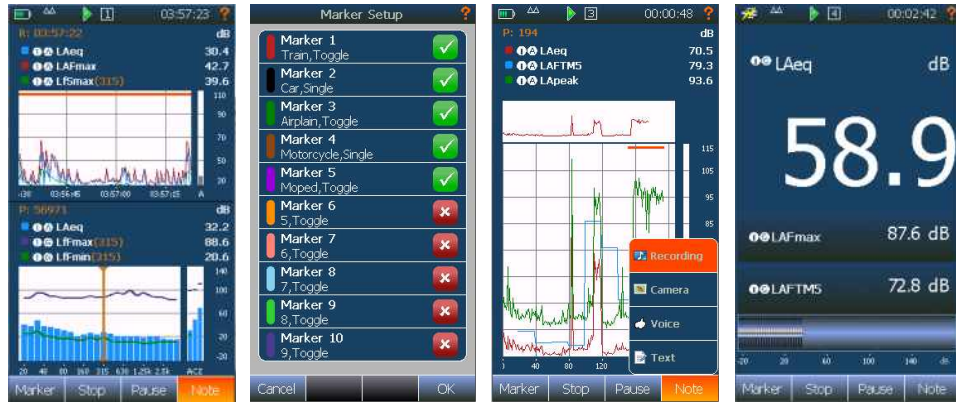 1 03:57:23 ?
R: 03:57:22 dB
LAeq 30.4
LAFmax 42.7
LfSmax(315) 39.6
110
90
70
50
30
:30 03:56:45 03:57:00 03:57:15 A
P: 56971 dB
LAeq 32.2
LfFmax(315) 88.6
LfFmin(315) 20.6
140
100
60
20
-20
20 40 80 160 315 630 1.25k 2.5k ACZ
Marker Stop Pause Note
Marker Setup ?
Marker 1
Train,Toggle
Marker 2
Car,Single
Marker 3
Airplain,Toggle
Marker 4
Motorcycle,Single
Marker 5
Moped,Toggle
Marker 6
5,Toggle
Marker 7
6,Toggle
Marker 8
7,Toggle
Marker 9
8,Toggle
Marker 10
9,Toggle
Cancel OK
3 00:00:48 ?
P: 194 dB
LAeq 70.5
LAFTM5 79.3
LApeak 93.6
115
105
95
85
Recording
Camera
Voice
Text
40 80 120
Marker Stop Pause Note
4 00:02:42 ?
LAeq dB
58.9
LAFmax 87.6 dB
LAFTM5 72.8 dB
-20 20 60 100 140 dB
Marker Stop Pause Note